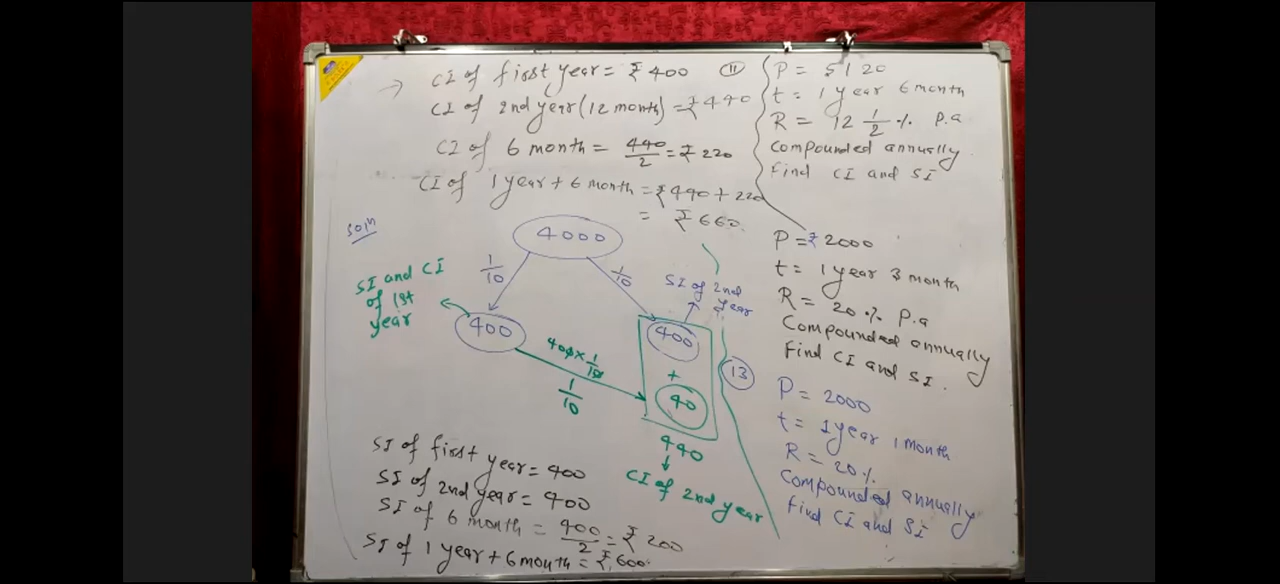 → CI of first year = ₹ 400
CI of 2nd year (12 month) = ₹ 440
CI of 6 month = 440/2 = ₹ 220
CI of 1 year + 6 month = ₹ 440 + 220
= ₹ 660.
11
P = 5120
t = 1 year 6 month
R = 12 1/2 % p.a
compounded annually
Find CI and SI
Soln
4000
1/10
1/10
SI and CI
of 1st
year
400
400 × 1/10
1/10
SI of 2nd
year
400
+
40
440
↓
CI of 2nd year
SI of first year = 400
SI of 2nd year = 400
SI of 6 month = 400/2 = ₹ 200
SI of 1 year + 6 month = ₹ 600.
P = ₹ 2000
t = 1 year 3 month
R = 20 % p.a
Compounded annually
Find CI and SI.
13
P = 2000
t = 1 year 1 month
R = 20 %
Compounded annually
find CI and SI